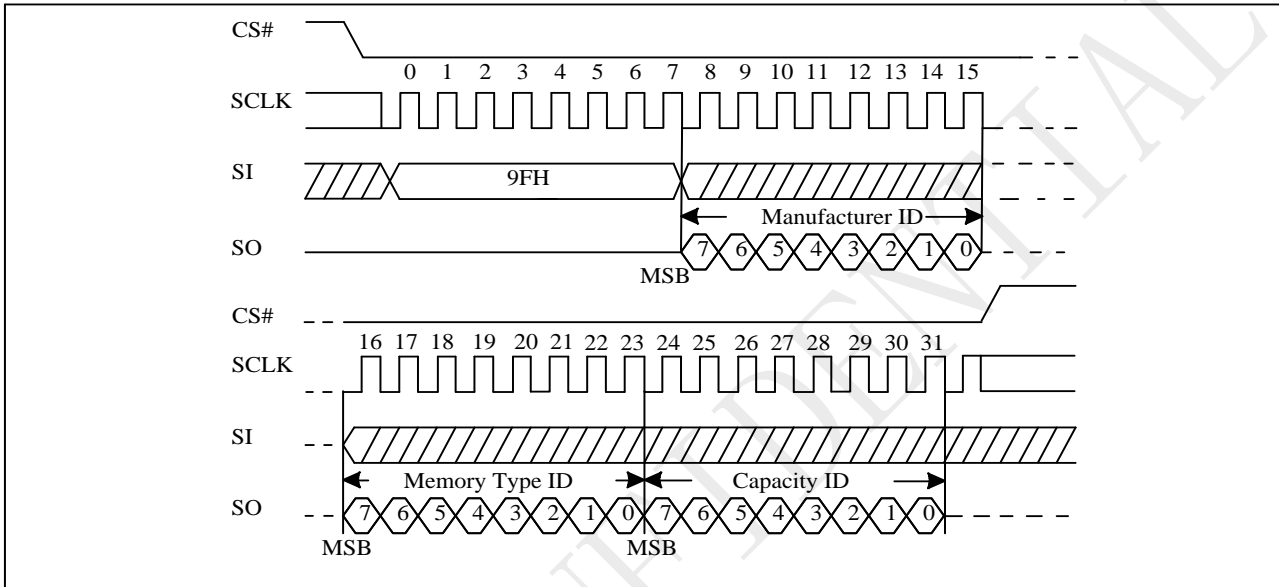 CS#
0 1 2 3 4 5 6 7 8 9 10 11 12 13 14 15
SCLK
SI
9FH
Manufacturer ID
SO
7 6 5 4 3 2 1 0
MSB
CS#
16 17 18 19 20 21 22 23 24 25 26 27 28 29 30 31
SCLK
SI
Memory Type ID Capacity ID
SO
7 6 5 4 3 2 1 0 7 6 5 4 3 2 1 0
MSB MSB
IDENTIAL